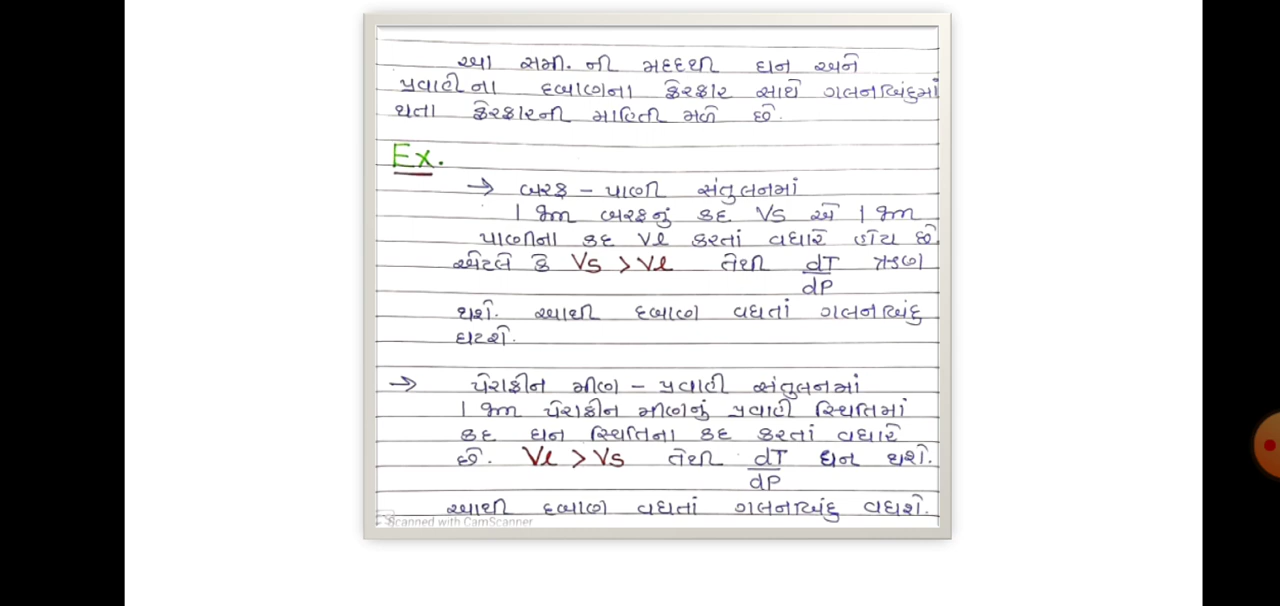 આ સમી. ની મદદથી ઘન અને
પ્રવાહીના દબાણના ફેરફાર સાથે ગલનબિંદુમાં
થતા ફેરફારની માહિતી મળે છે.
Ex.
→ બરફ – પાણી સંતુલનમાં
1 gm બરફનું કદ Vs એ 1 gm
પાણીના કદ Vl કરતાં વધારે હોય છે
એટલે કે Vs > Vl તેથી dT/dP ઋણ
થશે. આથી દબાણ વધતાં ગલનબિંદુ
ઘટશે.
→ પેરાફીન મીણ – પ્રવાહી સંતુલનમાં
1 gm પેરાફીન મીણનું પ્રવાહી સ્થિતિમાં
કદ ઘન સ્થિતિના કદ કરતાં વધારે
છે. Vl > Vs તેથી dT/dP ઘન થશે.
આથી દબાણ વધતાં ગલનબિંદુ વધશે.
Scanned with CamScanner